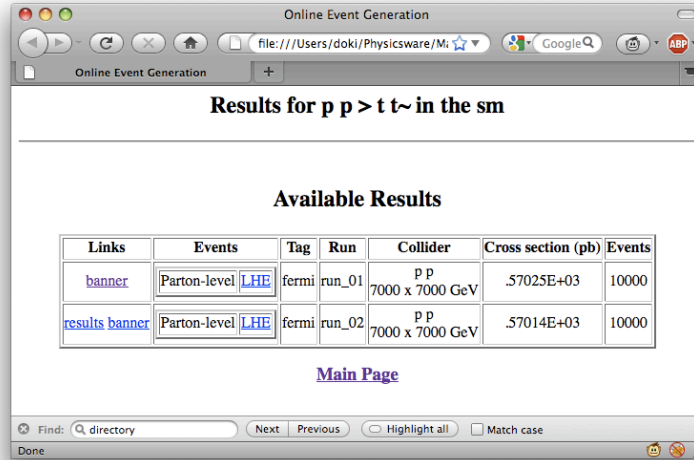 Online Event Generation
file:///Users/doki/Physicsware/Ma
Google
ABP
Online Event Generation
Results for p p > t t~ in the sm
Available Results
Links Events Tag Run Collider Cross section (pb) Events
banner Parton-level LHE fermi run_01 p p 7000 x 7000 GeV .57025E+03 10000
results banner Parton-level LHE fermi run_02 p p 7000 x 7000 GeV .57014E+03 10000
Main Page
Find: directory Next Previous Highlight all Match case
Done